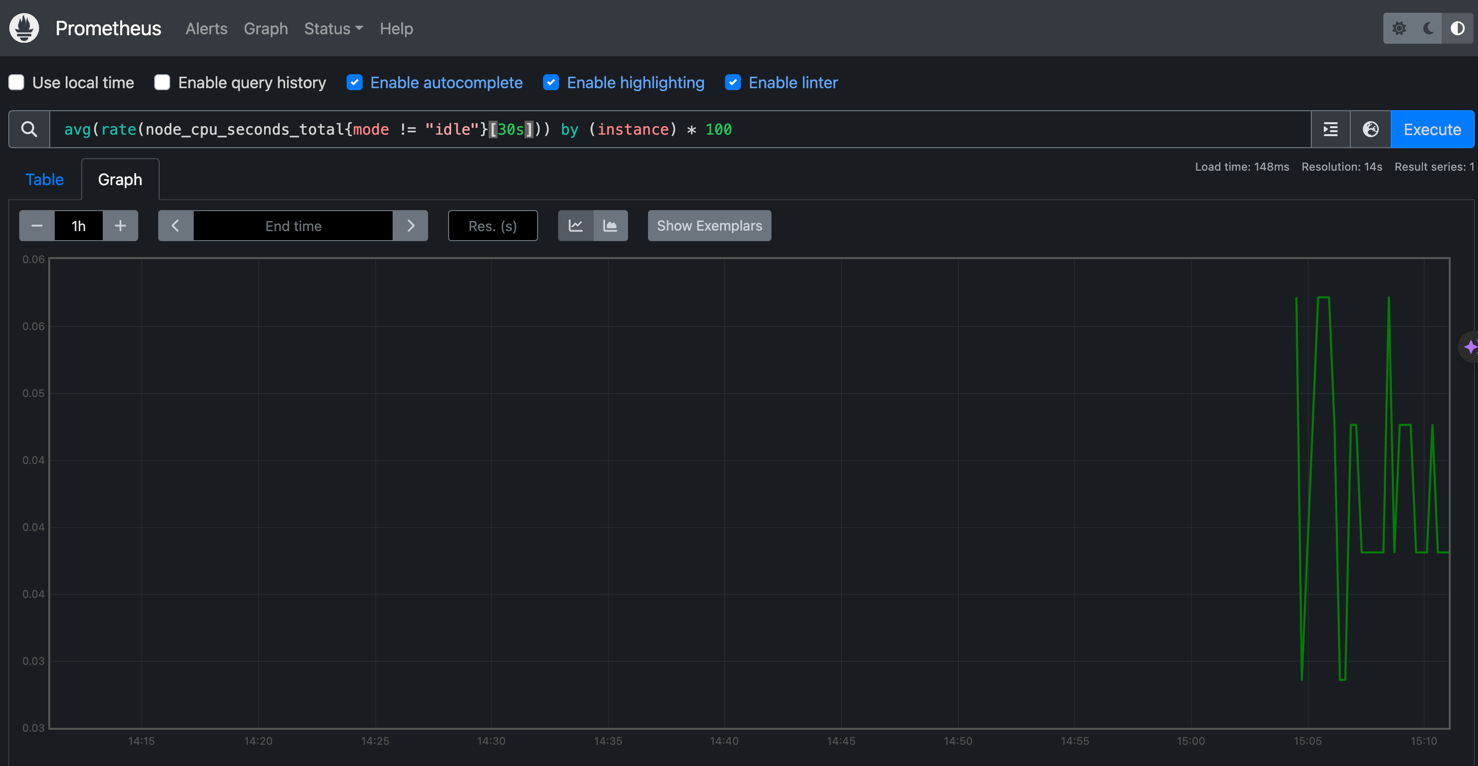 Prometheus Alerts Graph Status Help
Use local time Enable query history Enable autocomplete Enable highlighting Enable linter
avg(rate(node_cpu_seconds_total{mode != "idle"}[30s])) by (instance) * 100 Execute
Load time: 148ms Resolution: 14s Result series: 1
Table Graph
− 1h + End time Res. (s) Show Exemplars
0.06
0.06
0.05
0.04
0.04
0.04
0.03
0.03
14:15 14:20 14:25 14:30 14:35 14:40 14:45 14:50 14:55 15:00 15:05 15:10